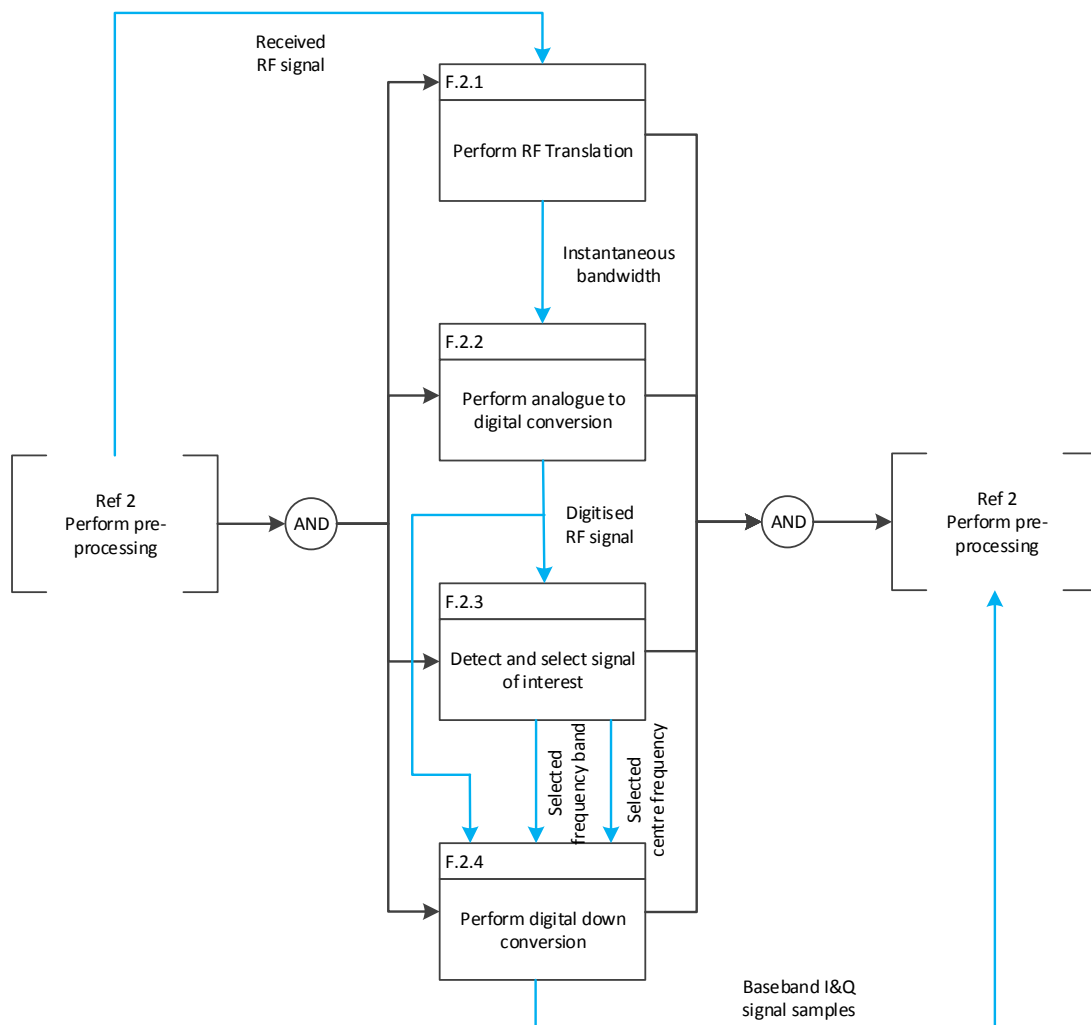 Received
RF signal
F.2.1
Perform RF Translation
Instantaneous
bandwidth
F.2.2
Perform analogue to
digital conversion
Ref 2
Perform pre-
processing
AND
Digitised
RF signal
AND
Ref 2
Perform pre-
processing
F.2.3
Detect and select signal
of interest
Selected
frequency band
Selected
centre frequency
F.2.4
Perform digital down
conversion
Baseband I&Q
signal samples